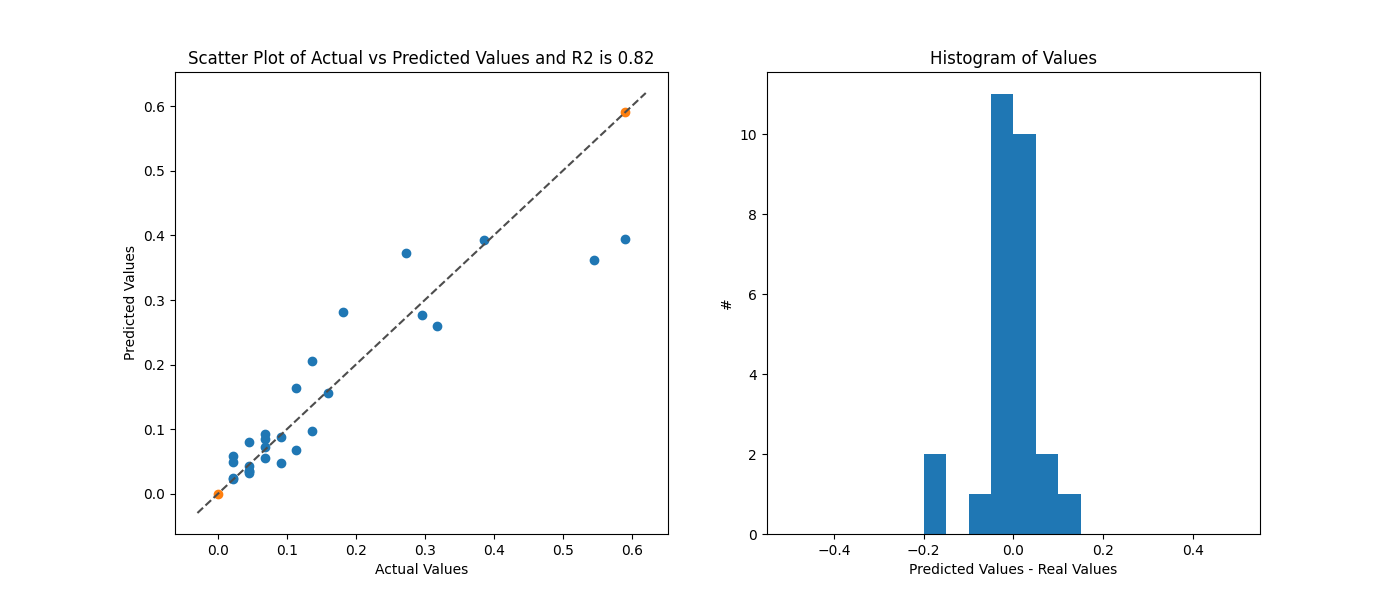 Scatter Plot of Actual vs Predicted Values and R2 is 0.82
0.6
0.5
0.4
0.3
0.2
0.1
0.0
Predicted Values
0.0 0.1 0.2 0.3 0.4 0.5 0.6
Actual Values
Histogram of Values
10
8
6
4
2
0
#
−0.4 −0.2 0.0 0.2 0.4
Predicted Values - Real Values